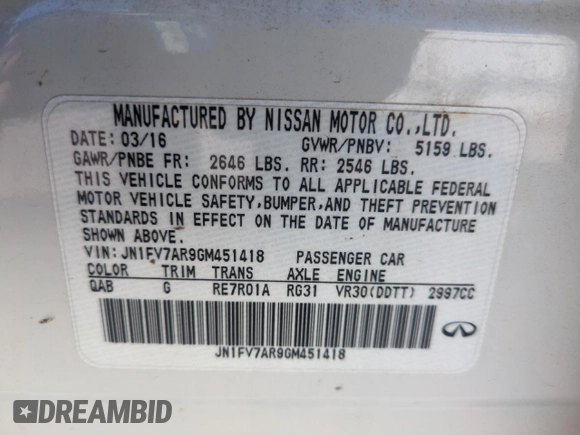 MANUFACTURED BY NISSAN MOTOR CO.,LTD.
DATE: 03/16 GVWR/PNBV: 5159 LBS.
GAWR/PNBE FR: 2646 LBS. RR: 2546 LBS.
THIS VEHICLE CONFORMS TO ALL APPLICABLE FEDERAL
MOTOR VEHICLE SAFETY,BUMPER,AND THEFT PREVENTION
STANDARDS IN EFFECT ON THE DATE OF MANUFACTURE
SHOWN ABOVE.
VIN: JN1FV7AR9GM451418 PASSENGER CAR
COLOR TRIM TRANS AXLE ENGINE
QAB G RE7R01A RG31 VR30(DDTT) 2997CC
JN1FV7AR9GM451418
INFINITI
DREAMBID